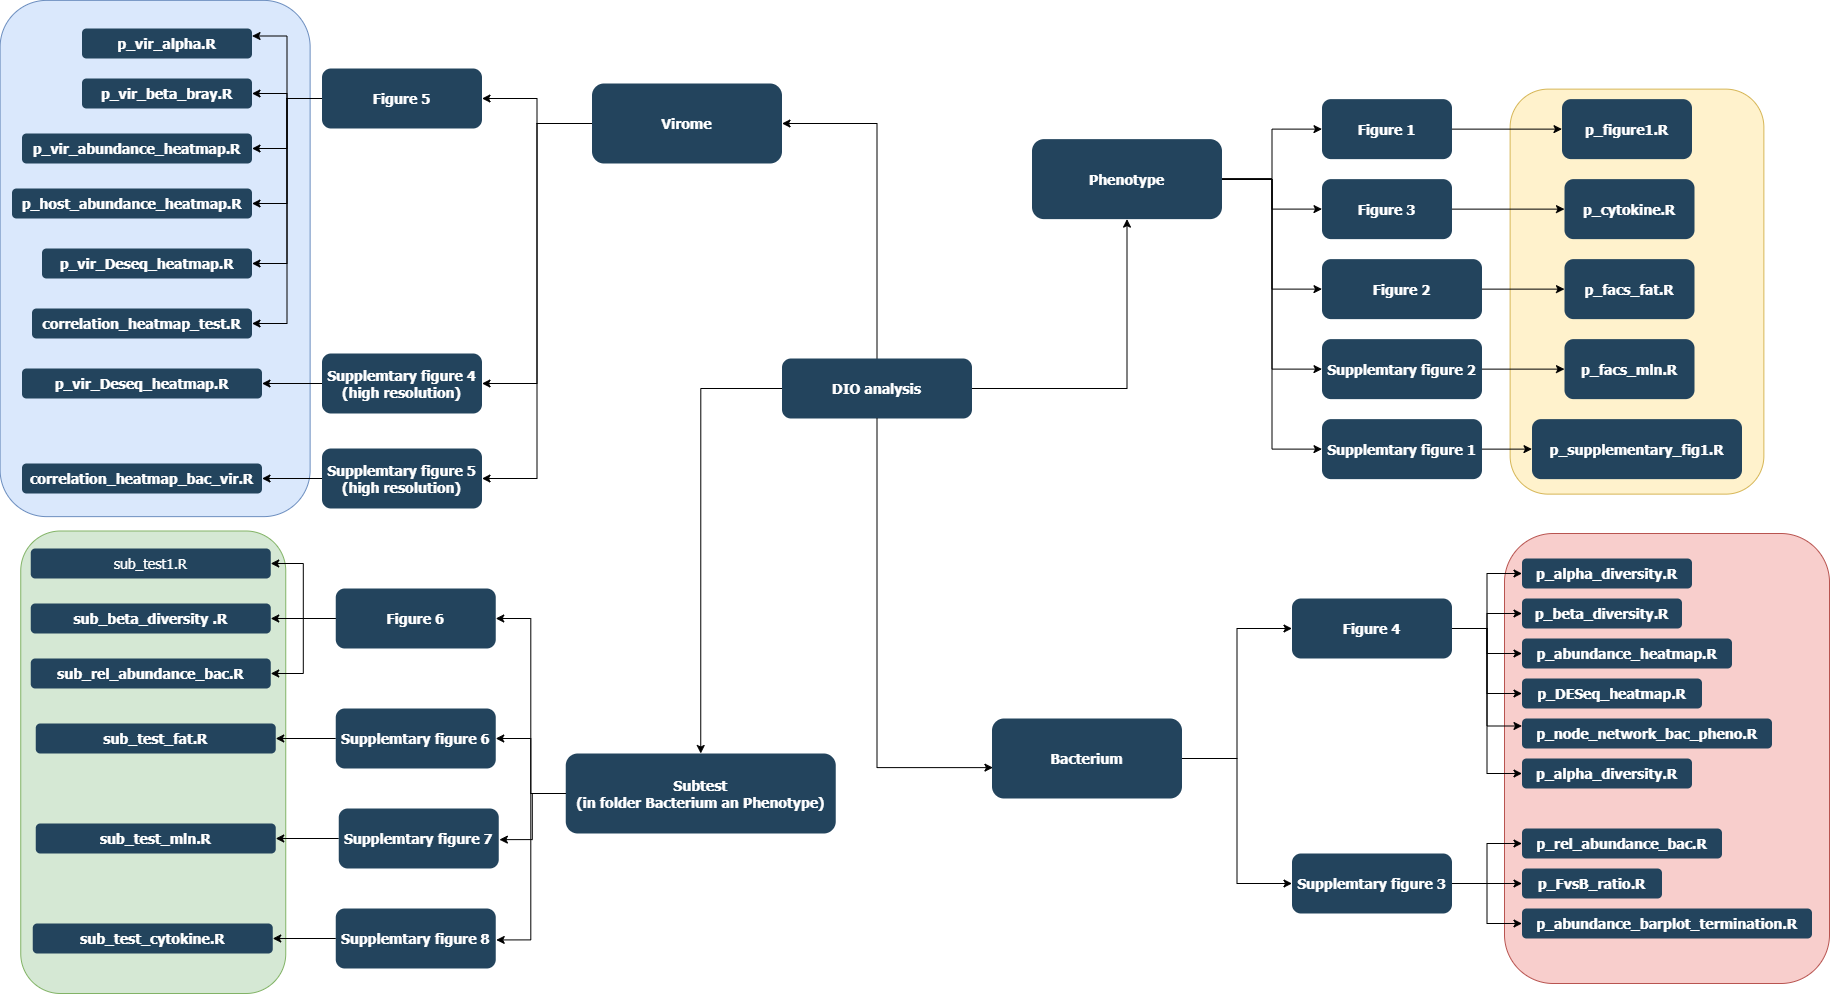 p_vir_alpha.R
p_vir_beta_bray.R
p_vir_abundance_heatmap.R
p_host_abundance_heatmap.R
p_vir_Deseq_heatmap.R
correlation_heatmap_test.R
p_vir_Deseq_heatmap.R
correlation_heatmap_bac_vir.R
Figure 5
Supplemtary figure 4
(high resolution)
Supplemtary figure 5
(high resolution)
Virome
DIO analysis
Phenotype
Figure 1
Figure 3
Figure 2
Supplemtary figure 2
Supplemtary figure 1
p_figure1.R
p_cytokine.R
p_facs_fat.R
p_facs_mln.R
p_supplementary_fig1.R
sub_test1.R
sub_beta_diversity .R
sub_rel_abundance_bac.R
sub_test_fat.R
sub_test_mln.R
sub_test_cytokine.R
Figure 6
Supplemtary figure 6
Supplemtary figure 7
Supplemtary figure 8
Subtest
(in folder Bacterium an Phenotype)
Bacterium
Figure 4
Supplemtary figure 3
p_alpha_diversity.R
p_beta_diversity.R
p_abundance_heatmap.R
p_DESeq_heatmap.R
p_node_network_bac_pheno.R
p_alpha_diversity.R
p_rel_abundance_bac.R
p_FvsB_ratio.R
p_abundance_barplot_termination.R